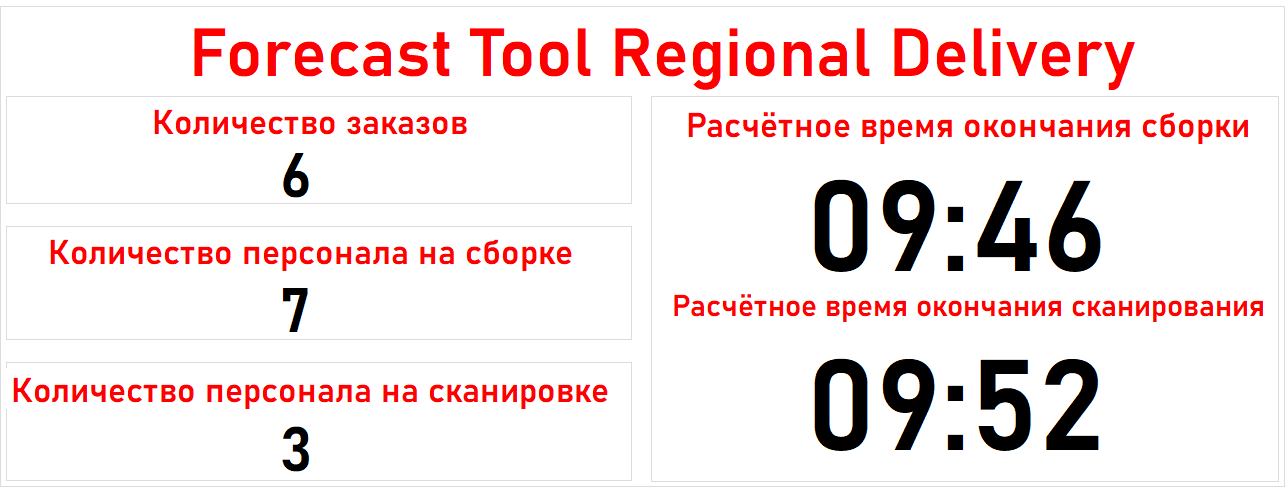 Forecast Tool Regional Delivery
Количество заказов
6
Количество персонала на сборке
7
Количество персонала на сканировке
3
Расчётное время окончания сборки
09:46
Расчётное время окончания сканирования
09:52